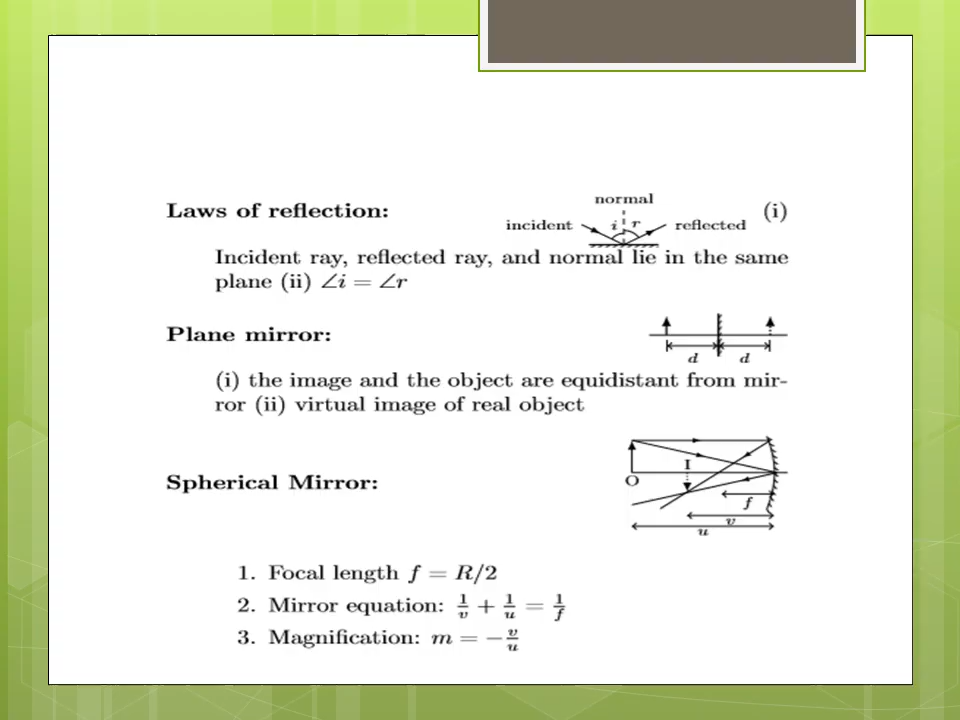 normal
Laws of reflection: incident i r reflected (i)
Incident ray, reflected ray, and normal lie in the same
plane (ii) ∠i = ∠r
Plane mirror:
d d
(i) the image and the object are equidistant from mir-
ror (ii) virtual image of real object
I
Spherical Mirror: O
f
v
u
1. Focal length f = R/2
2. Mirror equation: 1/v + 1/u = 1/f
3. Magnification: m = −v/u